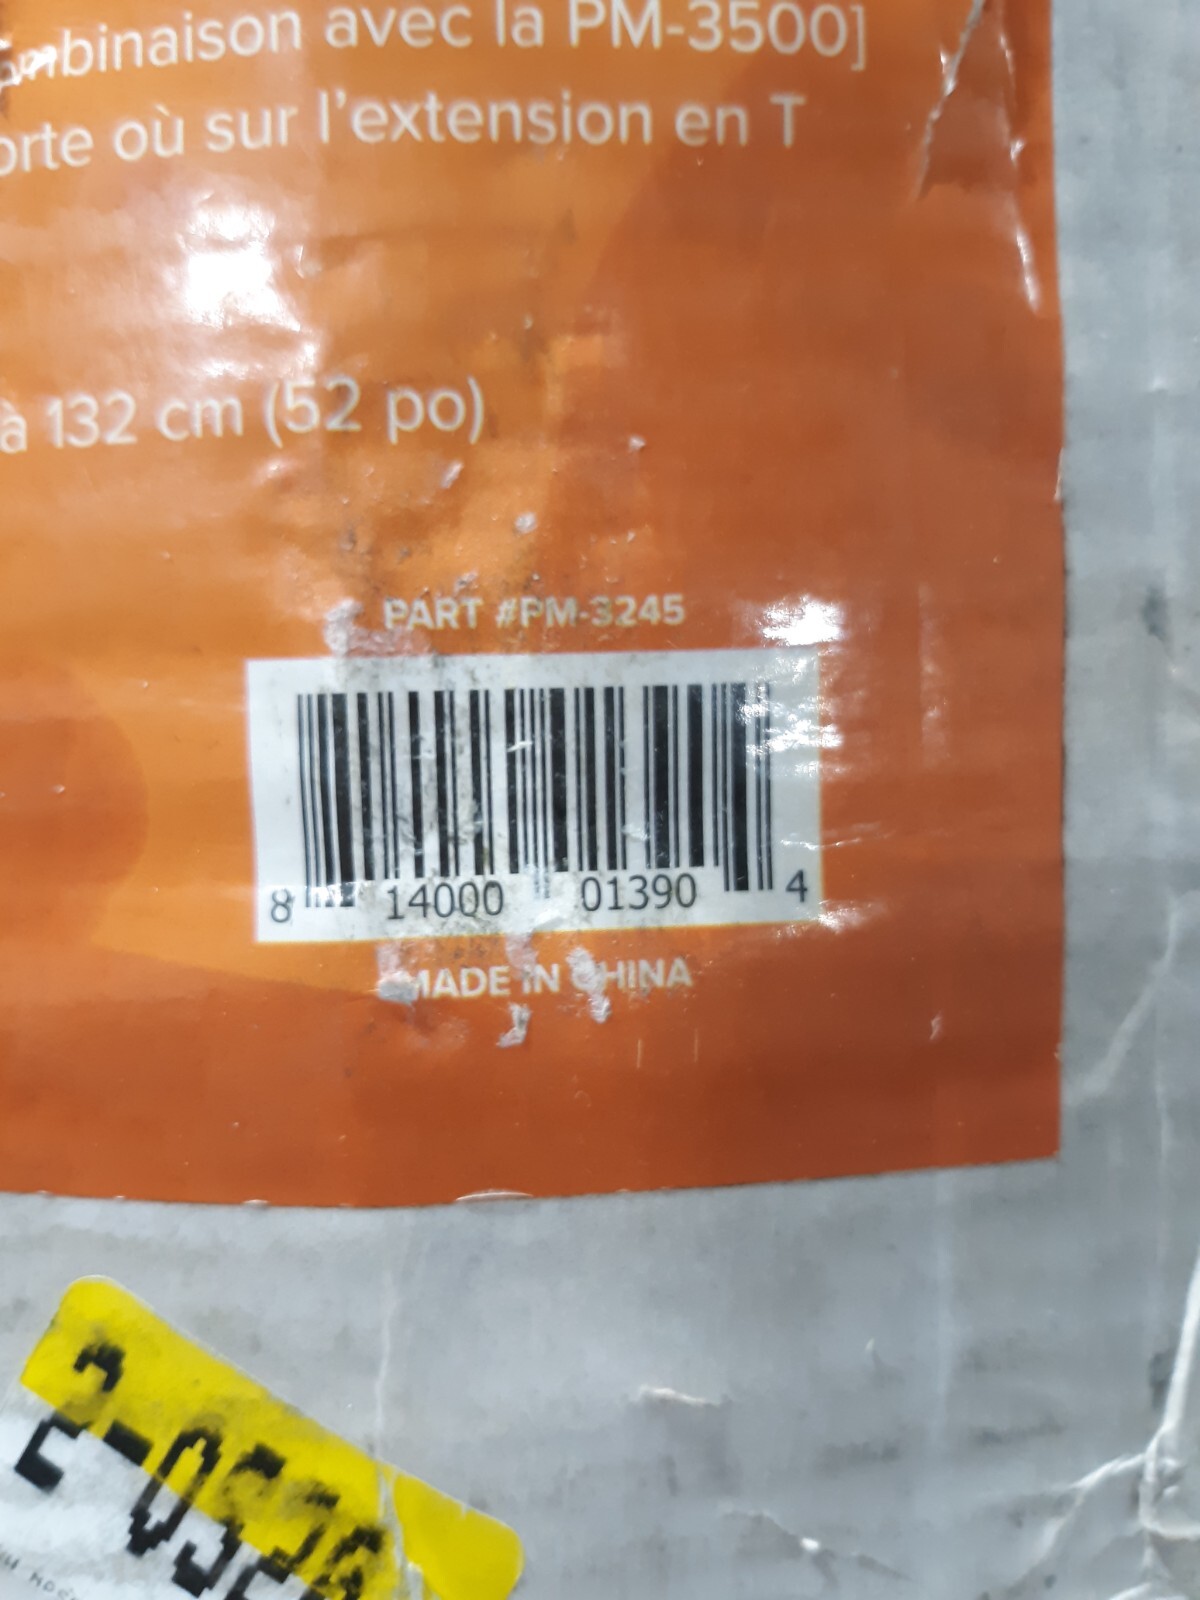 combinaison avec la PM-3500]
orte où sur l'extension en T
à 132 cm (52 po)
PART #PM-3245
8 14000 01390 4
MADE IN CHINA